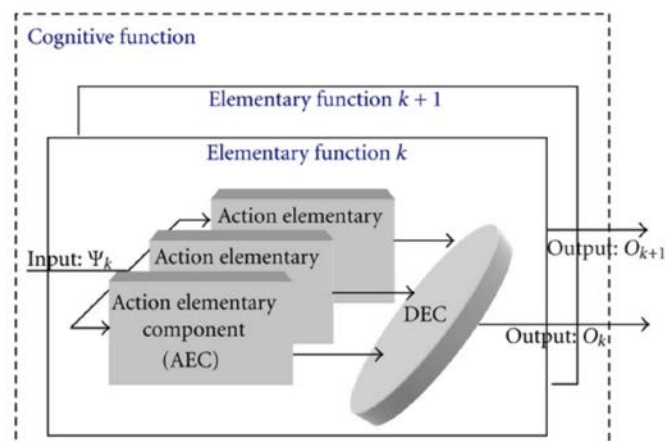 Cognitive function
Elementary function k + 1
Elementary function k
Action elementary
Input: Ψk
Action elementary
Output: Ok+1
Action elementary
component
(AEC)
DEC
Output: Ok